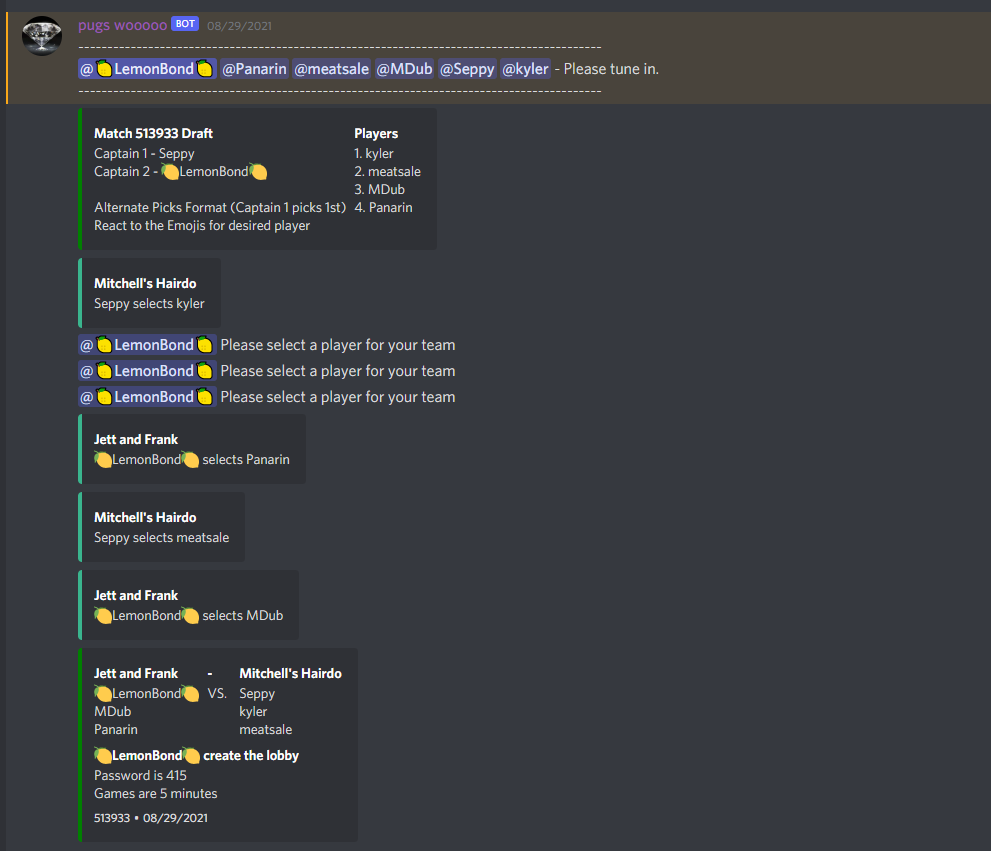 pugs wooooo BOT 08/29/2021
------------------------------------------------------------------------------------------
@🍋LemonBond🍋 @Panarin @meatsale @MDub @Seppy @kyler - Please tune in.
------------------------------------------------------------------------------------------
Match 513933 Draft
Captain 1 - Seppy
Captain 2 - 🍋LemonBond🍋
Alternate Picks Format (Captain 1 picks 1st)
React to the Emojis for desired player
Players
1. kyler
2. meatsale
3. MDub
4. Panarin
Mitchell's Hairdo
Seppy selects kyler
@🍋LemonBond🍋 Please select a player for your team
@🍋LemonBond🍋 Please select a player for your team
@🍋LemonBond🍋 Please select a player for your team
Jett and Frank
🍋LemonBond🍋 selects Panarin
Mitchell's Hairdo
Seppy selects meatsale
Jett and Frank
🍋LemonBond🍋 selects MDub
Jett and Frank - Mitchell's Hairdo
🍋LemonBond🍋 VS. Seppy
MDub kyler
Panarin meatsale
🍋LemonBond🍋 create the lobby
Password is 415
Games are 5 minutes
513933 • 08/29/2021